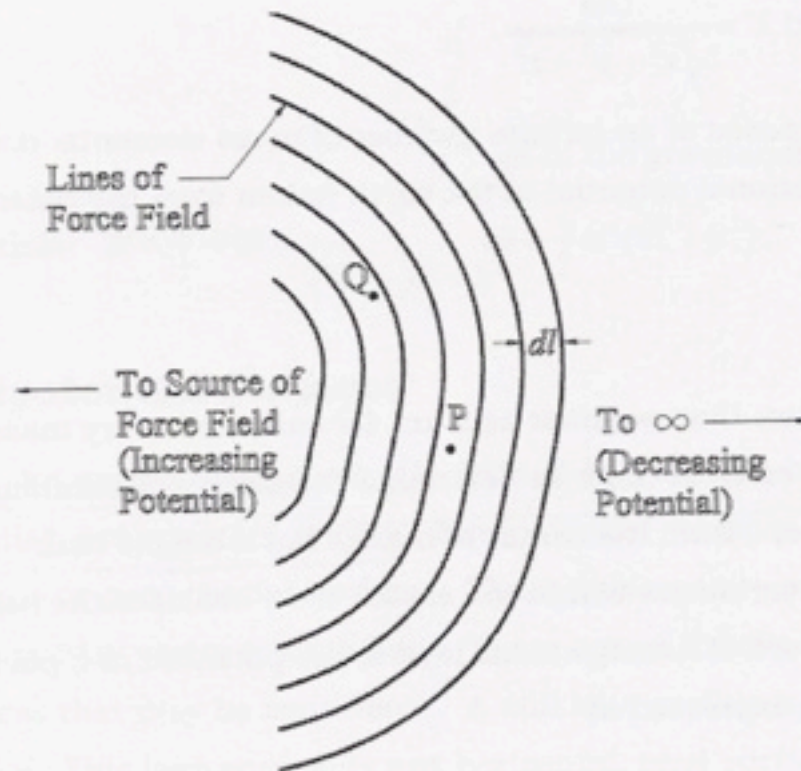 Lines of
Force Field
Q
dl
To Source of
Force Field
(Increasing
Potential)
P
To ∞
(Decreasing
Potential)